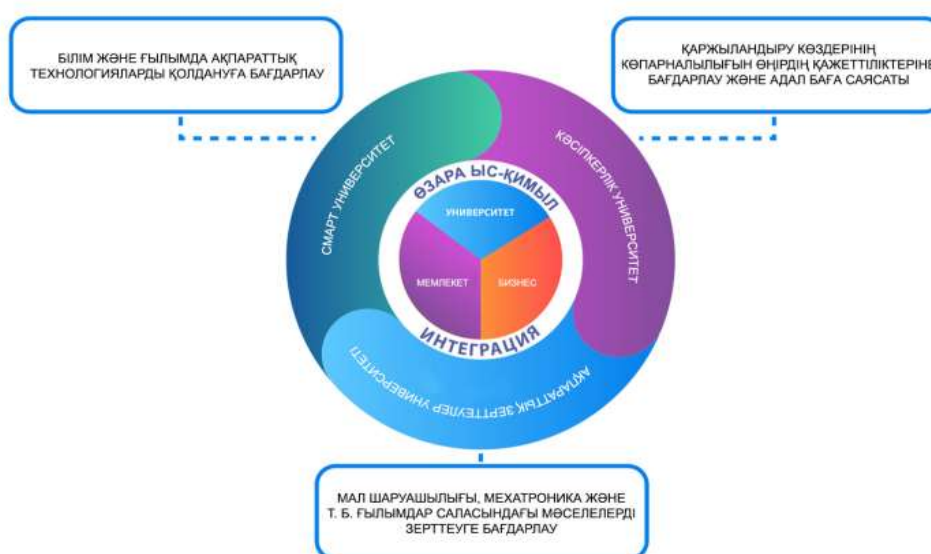 БІЛІМ ЖӘНЕ ҒЫЛЫМДА АҚПАРАТТЫҚ
ТЕХНОЛОГИЯЛАРДЫ ҚОЛДАНУҒА БАҒДАРЛАУ
ҚАРЖЫЛАНДЫРУ КӨЗДЕРІНІҢ
КӨПАРНАЛЫЛЫҒЫН ӨҢІРДІҢ ҚАЖЕТТІЛІКТЕРІНЕ
БАҒДАРЛАУ ЖӘНЕ АДАЛ БАҒА САЯСАТЫ
СМАРТ УНИВЕРСИТЕТ
КӘСІПКЕРЛІК УНИВЕРСИТЕТ
ӨЗАРА ЫС-ҚИМЫЛ
УНИВЕРСИТЕТ
МЕМЛЕКЕТ
БИЗНЕС
ИНТЕГРАЦИЯ
АҚПАРАТТЫҚ ЗЕРТТЕУЛЕР УНИВЕРСИТЕТІ
МАЛ ШАРУАШЫЛЫҒЫ, МЕХАТРОНИКА ЖӘНЕ
Т. Б. ҒЫЛЫМДАР САЛАСЫНДАҒЫ МӘСЕЛЕЛЕРДІ
ЗЕРТТЕУГЕ БАҒДАРЛАУ